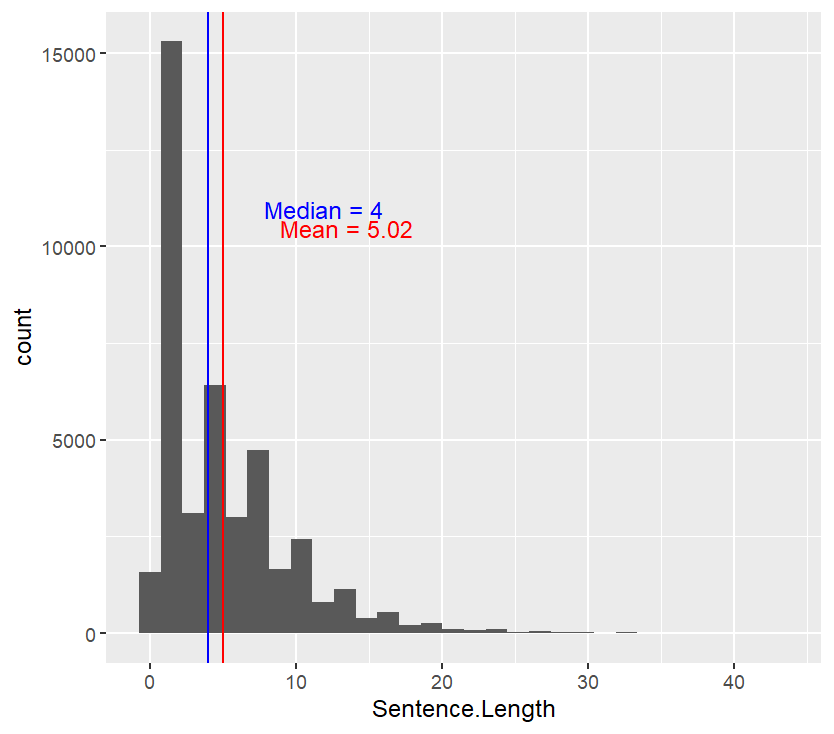 15000
Median = 4
Mean = 5.02
10000
count
5000
0
0 10 20 30 40
Sentence.Length